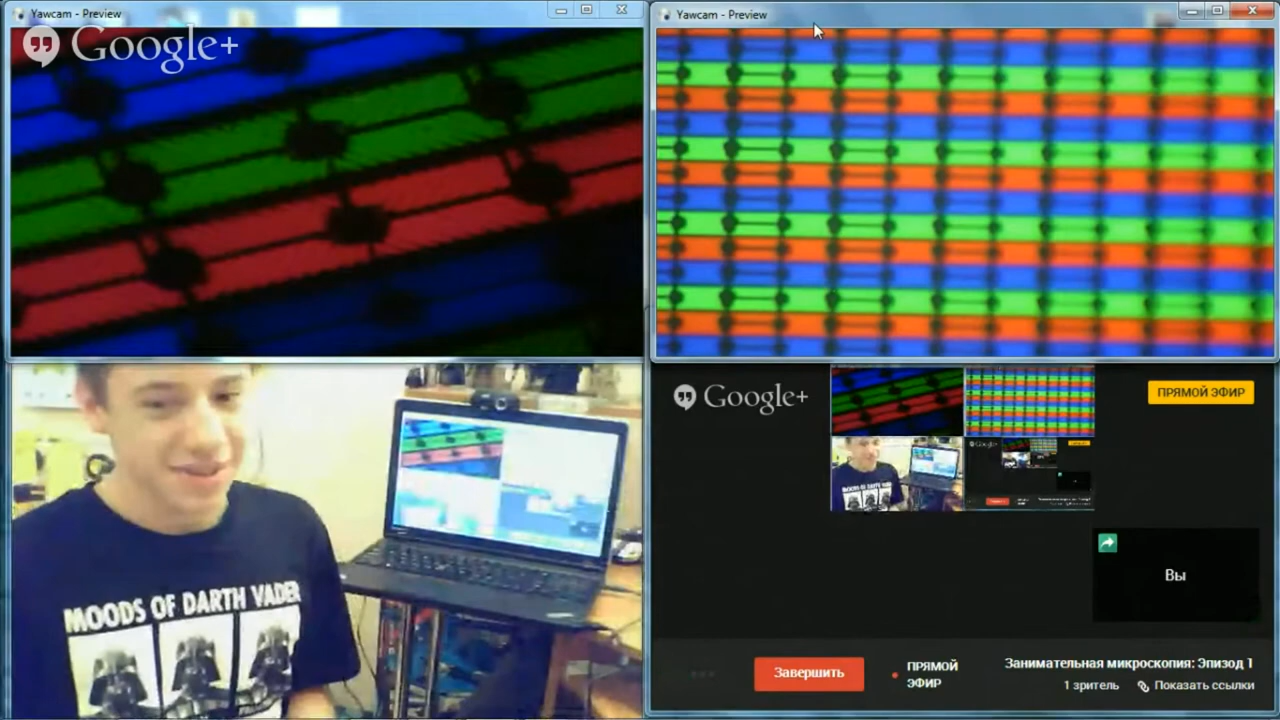 Yawcam - Preview
Google+
Yawcam - Preview
MOODS OF DARTH VADER
Google+
ПРЯМОЙ ЭФИР
Вы
Завершить
ПРЯМОЙ
ЭФИР
Занимательная микроскопия: Эпизод 1
1 зритель
Показать ссылки